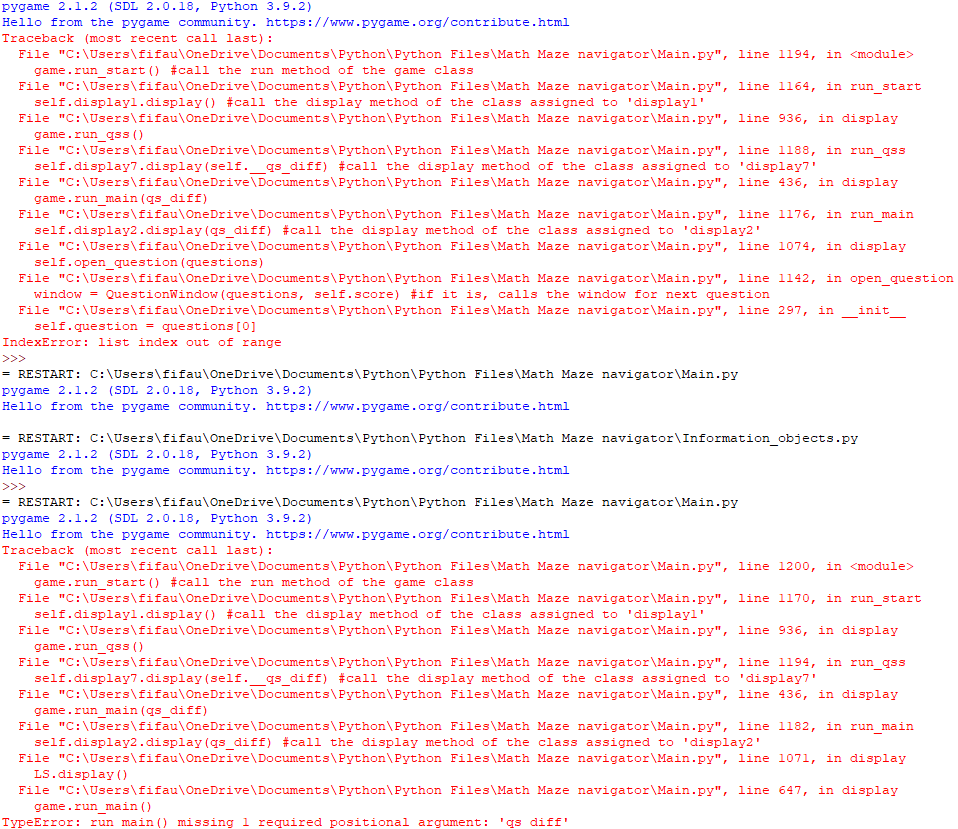 pygame 2.1.2 (SDL 2.0.18, Python 3.9.2)
Hello from the pygame community. https://www.pygame.org/contribute.html
Traceback (most recent call last):
  File "C:\Users\fifau\OneDrive\Documents\Python\Python Files\Math Maze navigator\Main.py", line 1194, in <module>
    game.run_start() #call the run method of the game class
  File "C:\Users\fifau\OneDrive\Documents\Python\Python Files\Math Maze navigator\Main.py", line 1164, in run_start
    self.display1.display() #call the display method of the class assigned to 'display1'
  File "C:\Users\fifau\OneDrive\Documents\Python\Python Files\Math Maze navigator\Main.py", line 936, in display
    game.run_qss()
  File "C:\Users\fifau\OneDrive\Documents\Python\Python Files\Math Maze navigator\Main.py", line 1188, in run_qss
    self.display7.display(self.__qs_diff) #call the display method of the class assigned to 'display7'
  File "C:\Users\fifau\OneDrive\Documents\Python\Python Files\Math Maze navigator\Main.py", line 436, in display
    game.run_main(qs_diff)
  File "C:\Users\fifau\OneDrive\Documents\Python\Python Files\Math Maze navigator\Main.py", line 1176, in run_main
    self.display2.display(qs_diff) #call the display method of the class assigned to 'display2'
  File "C:\Users\fifau\OneDrive\Documents\Python\Python Files\Math Maze navigator\Main.py", line 1074, in display
    self.open_question(questions)
  File "C:\Users\fifau\OneDrive\Documents\Python\Python Files\Math Maze navigator\Main.py", line 1142, in open_question
    window = QuestionWindow(questions, self.score) #if it is, calls the window for next question
  File "C:\Users\fifau\OneDrive\Documents\Python\Python Files\Math Maze navigator\Main.py", line 297, in __init__
    self.question = questions[0]
IndexError: list index out of range
>>>
= RESTART: C:\Users\fifau\OneDrive\Documents\Python\Python Files\Math Maze navigator\Main.py
pygame 2.1.2 (SDL 2.0.18, Python 3.9.2)
Hello from the pygame community. https://www.pygame.org/contribute.html
= RESTART: C:\Users\fifau\OneDrive\Documents\Python\Python Files\Math Maze navigator\Information_objects.py
pygame 2.1.2 (SDL 2.0.18, Python 3.9.2)
Hello from the pygame community. https://www.pygame.org/contribute.html
>>>
= RESTART: C:\Users\fifau\OneDrive\Documents\Python\Python Files\Math Maze navigator\Main.py
pygame 2.1.2 (SDL 2.0.18, Python 3.9.2)
Hello from the pygame community. https://www.pygame.org/contribute.html
Traceback (most recent call last):
  File "C:\Users\fifau\OneDrive\Documents\Python\Python Files\Math Maze navigator\Main.py", line 1200, in <module>
    game.run_start() #call the run method of the game class
  File "C:\Users\fifau\OneDrive\Documents\Python\Python Files\Math Maze navigator\Main.py", line 1170, in run_start
    self.display1.display() #call the display method of the class assigned to 'display1'
  File "C:\Users\fifau\OneDrive\Documents\Python\Python Files\Math Maze navigator\Main.py", line 936, in display
    game.run_qss()
  File "C:\Users\fifau\OneDrive\Documents\Python\Python Files\Math Maze navigator\Main.py", line 1194, in run_qss
    self.display7.display(self.__qs_diff) #call the display method of the class assigned to 'display7'
  File "C:\Users\fifau\OneDrive\Documents\Python\Python Files\Math Maze navigator\Main.py", line 436, in display
    game.run_main(qs_diff)
  File "C:\Users\fifau\OneDrive\Documents\Python\Python Files\Math Maze navigator\Main.py", line 1182, in run_main
    self.display2.display(qs_diff) #call the display method of the class assigned to 'display2'
  File "C:\Users\fifau\OneDrive\Documents\Python\Python Files\Math Maze navigator\Main.py", line 1071, in display
    LS.display()
  File "C:\Users\fifau\OneDrive\Documents\Python\Python Files\Math Maze navigator\Main.py", line 647, in display
    game.run_main()
TypeError: run_main() missing 1 required positional argument: 'qs_diff'